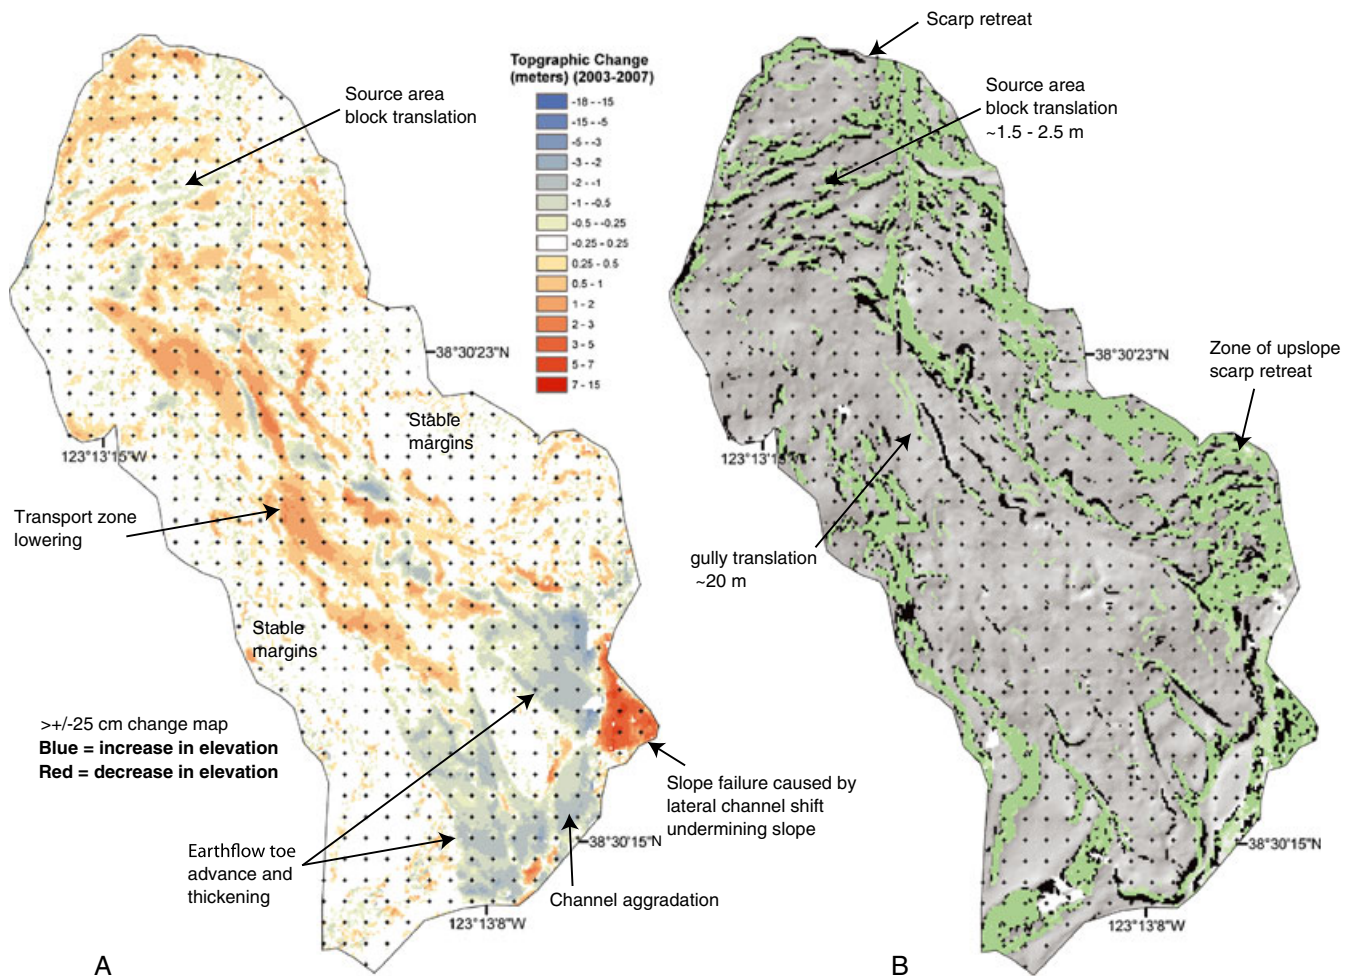 Scarp retreat
Source area
block translation
Topgraphic Change
(meters) (2003-2007)
-18 - -15
-15 - -5
-5 - -3
-3 - -2
-2 - -1
-1 - -0.5
-0.5 - -0.25
-0.25 - 0.25
0.25 - 0.5
0.5 - 1
1 - 2
2 - 3
3 - 5
5 - 7
7 - 15
Source area
block translation
~1.5 - 2.5 m
38°30'23"N
38°30'23"N
Zone of upslope
scarp retreat
Stable
margins
123°13'15"W
123°13'15"W
Transport zone
lowering
gully translation
~20 m
Stable
margins
>+/-25 cm change map
Blue = increase in elevation
Red = decrease in elevation
Slope failure caused by
lateral channel shift
undermining slope
38°30'15"N
38°30'15"N
Earthflow toe
advance and
thickening
Channel aggradation
123°13'8"W
123°13'8"W
A
B